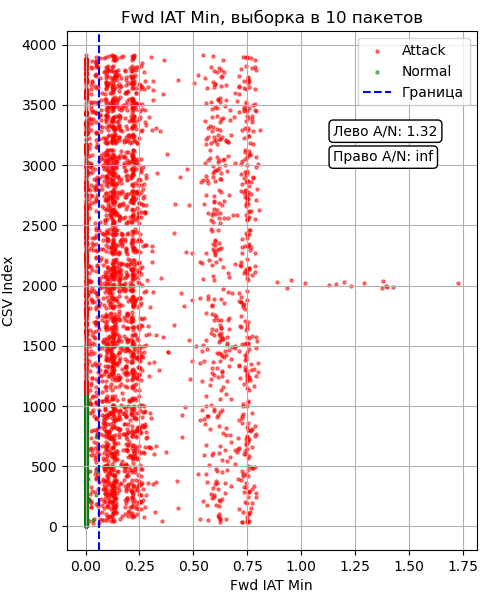 Fwd IAT Min, выборка в 10 пакетов
Attack
Normal
Граница
Лево A/N: 1.32
Право A/N: inf
4000
3500
3000
2500
2000
1500
1000
500
0
CSV Index
0.00 0.25 0.50 0.75 1.00 1.25 1.50 1.75
Fwd IAT Min